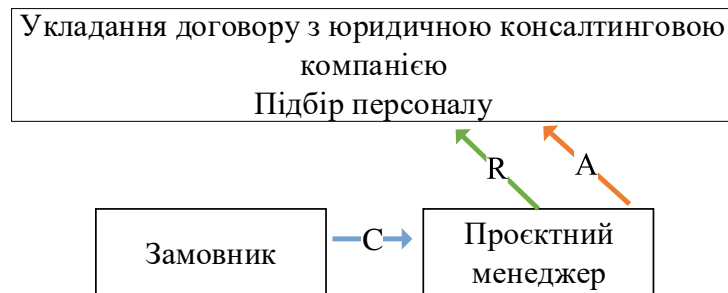 Укладання договору з юридичною консалтинговою
компанією
Підбір персоналу
R
A
Замовник
C
Проєктний
менеджер